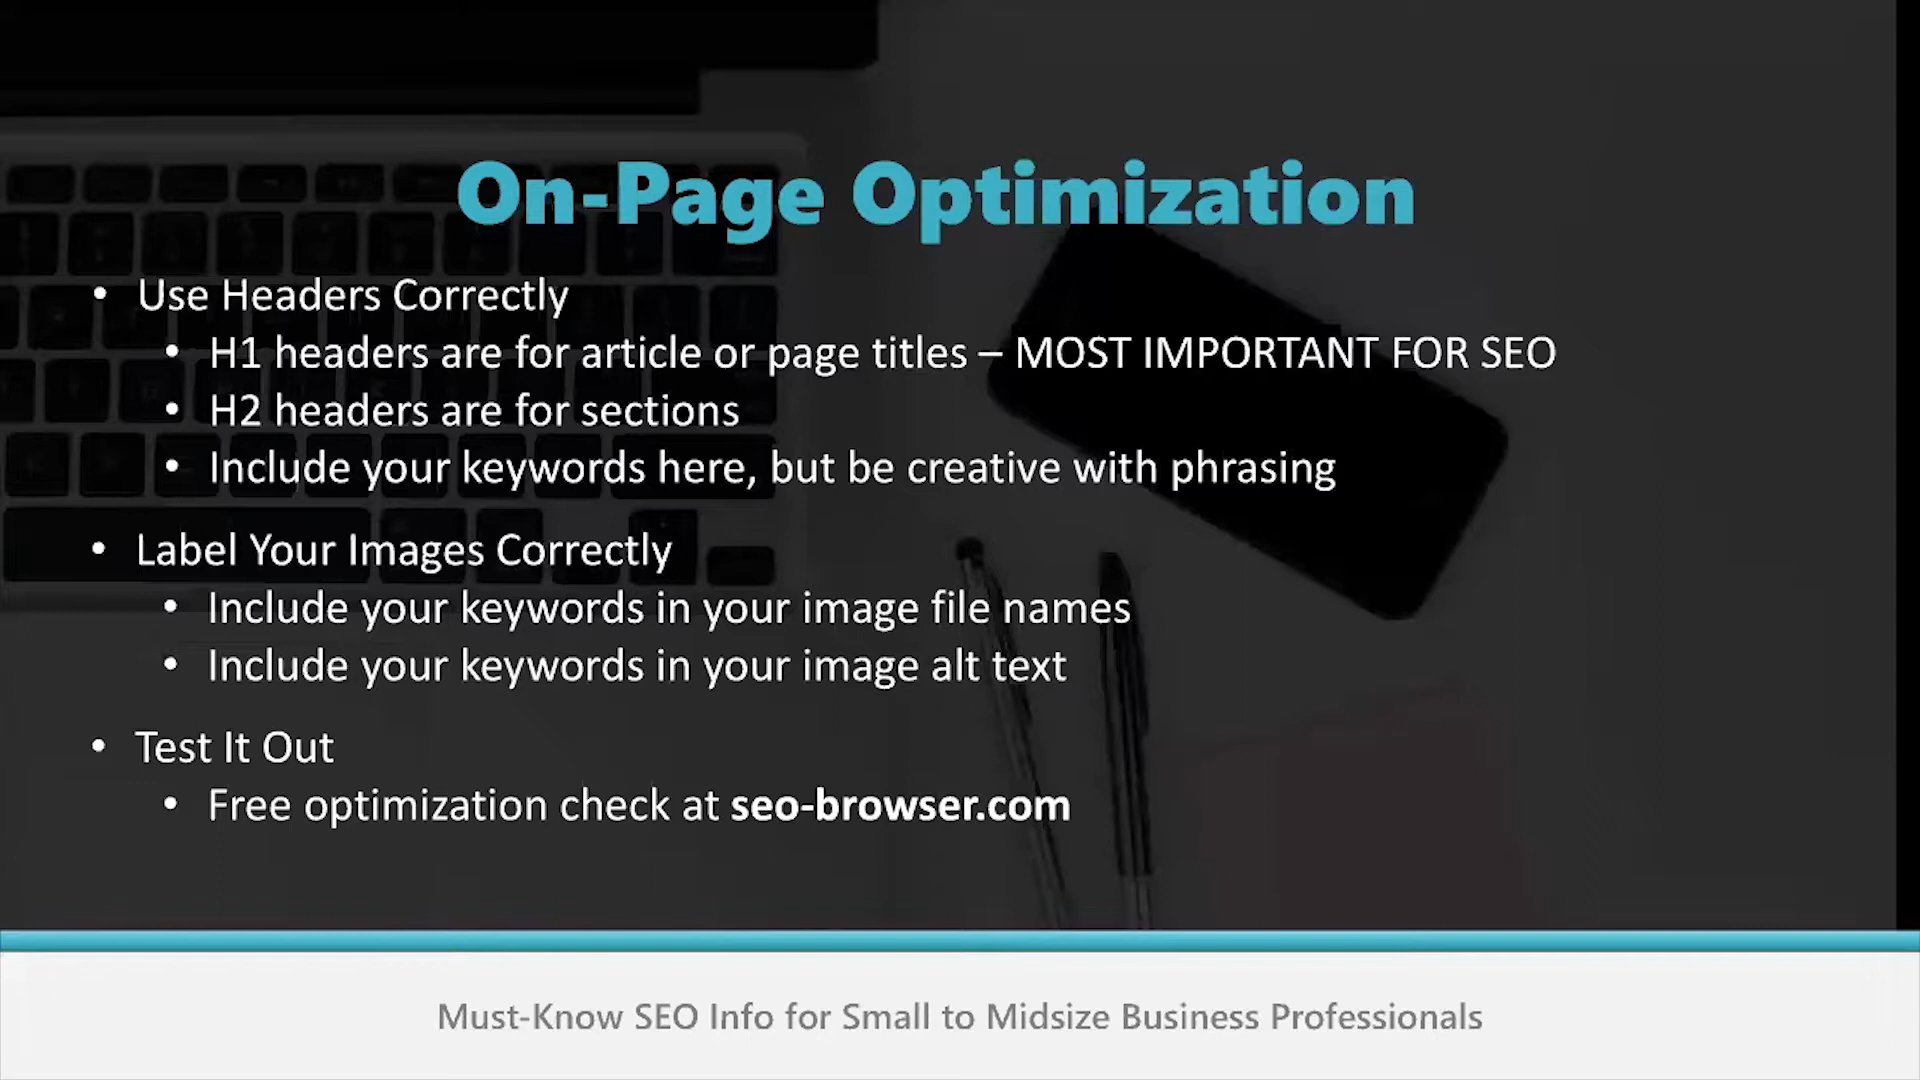 On-Page Optimization
• Use Headers Correctly
• H1 headers are for article or page titles – MOST IMPORTANT FOR SEO
• H2 headers are for sections
• Include your keywords here, but be creative with phrasing
• Label Your Images Correctly
• Include your keywords in your image file names
• Include your keywords in your image alt text
• Test It Out
• Free optimization check at seo-browser.com
Must-Know SEO Info for Small to Midsize Business Professionals